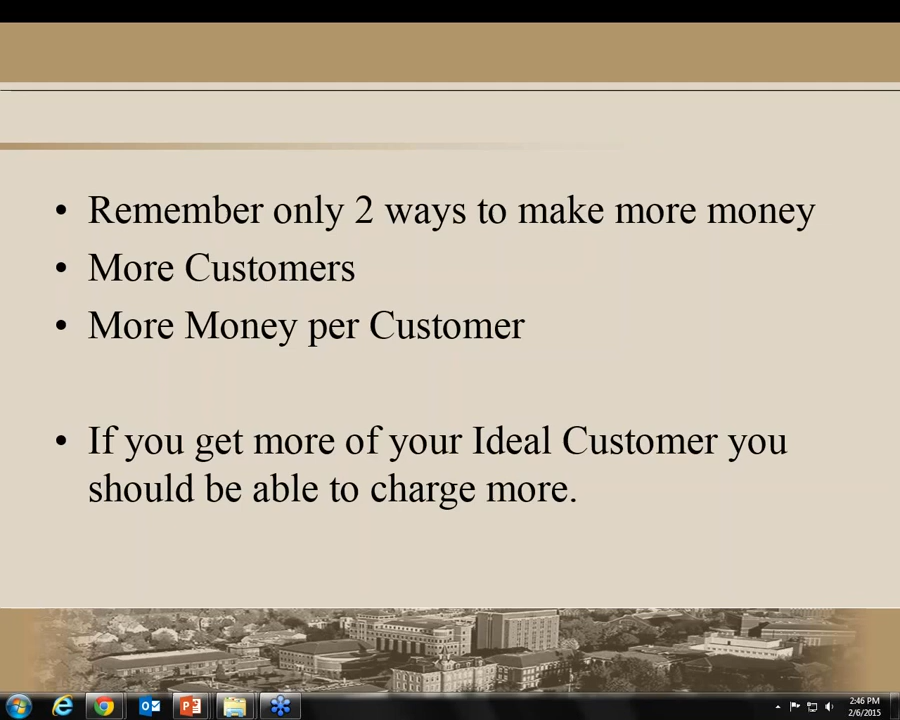 • Remember only 2 ways to make more money
• More Customers
• More Money per Customer
• If you get more of your Ideal Customer you
should be able to charge more.
2:46 PM
2/6/2015